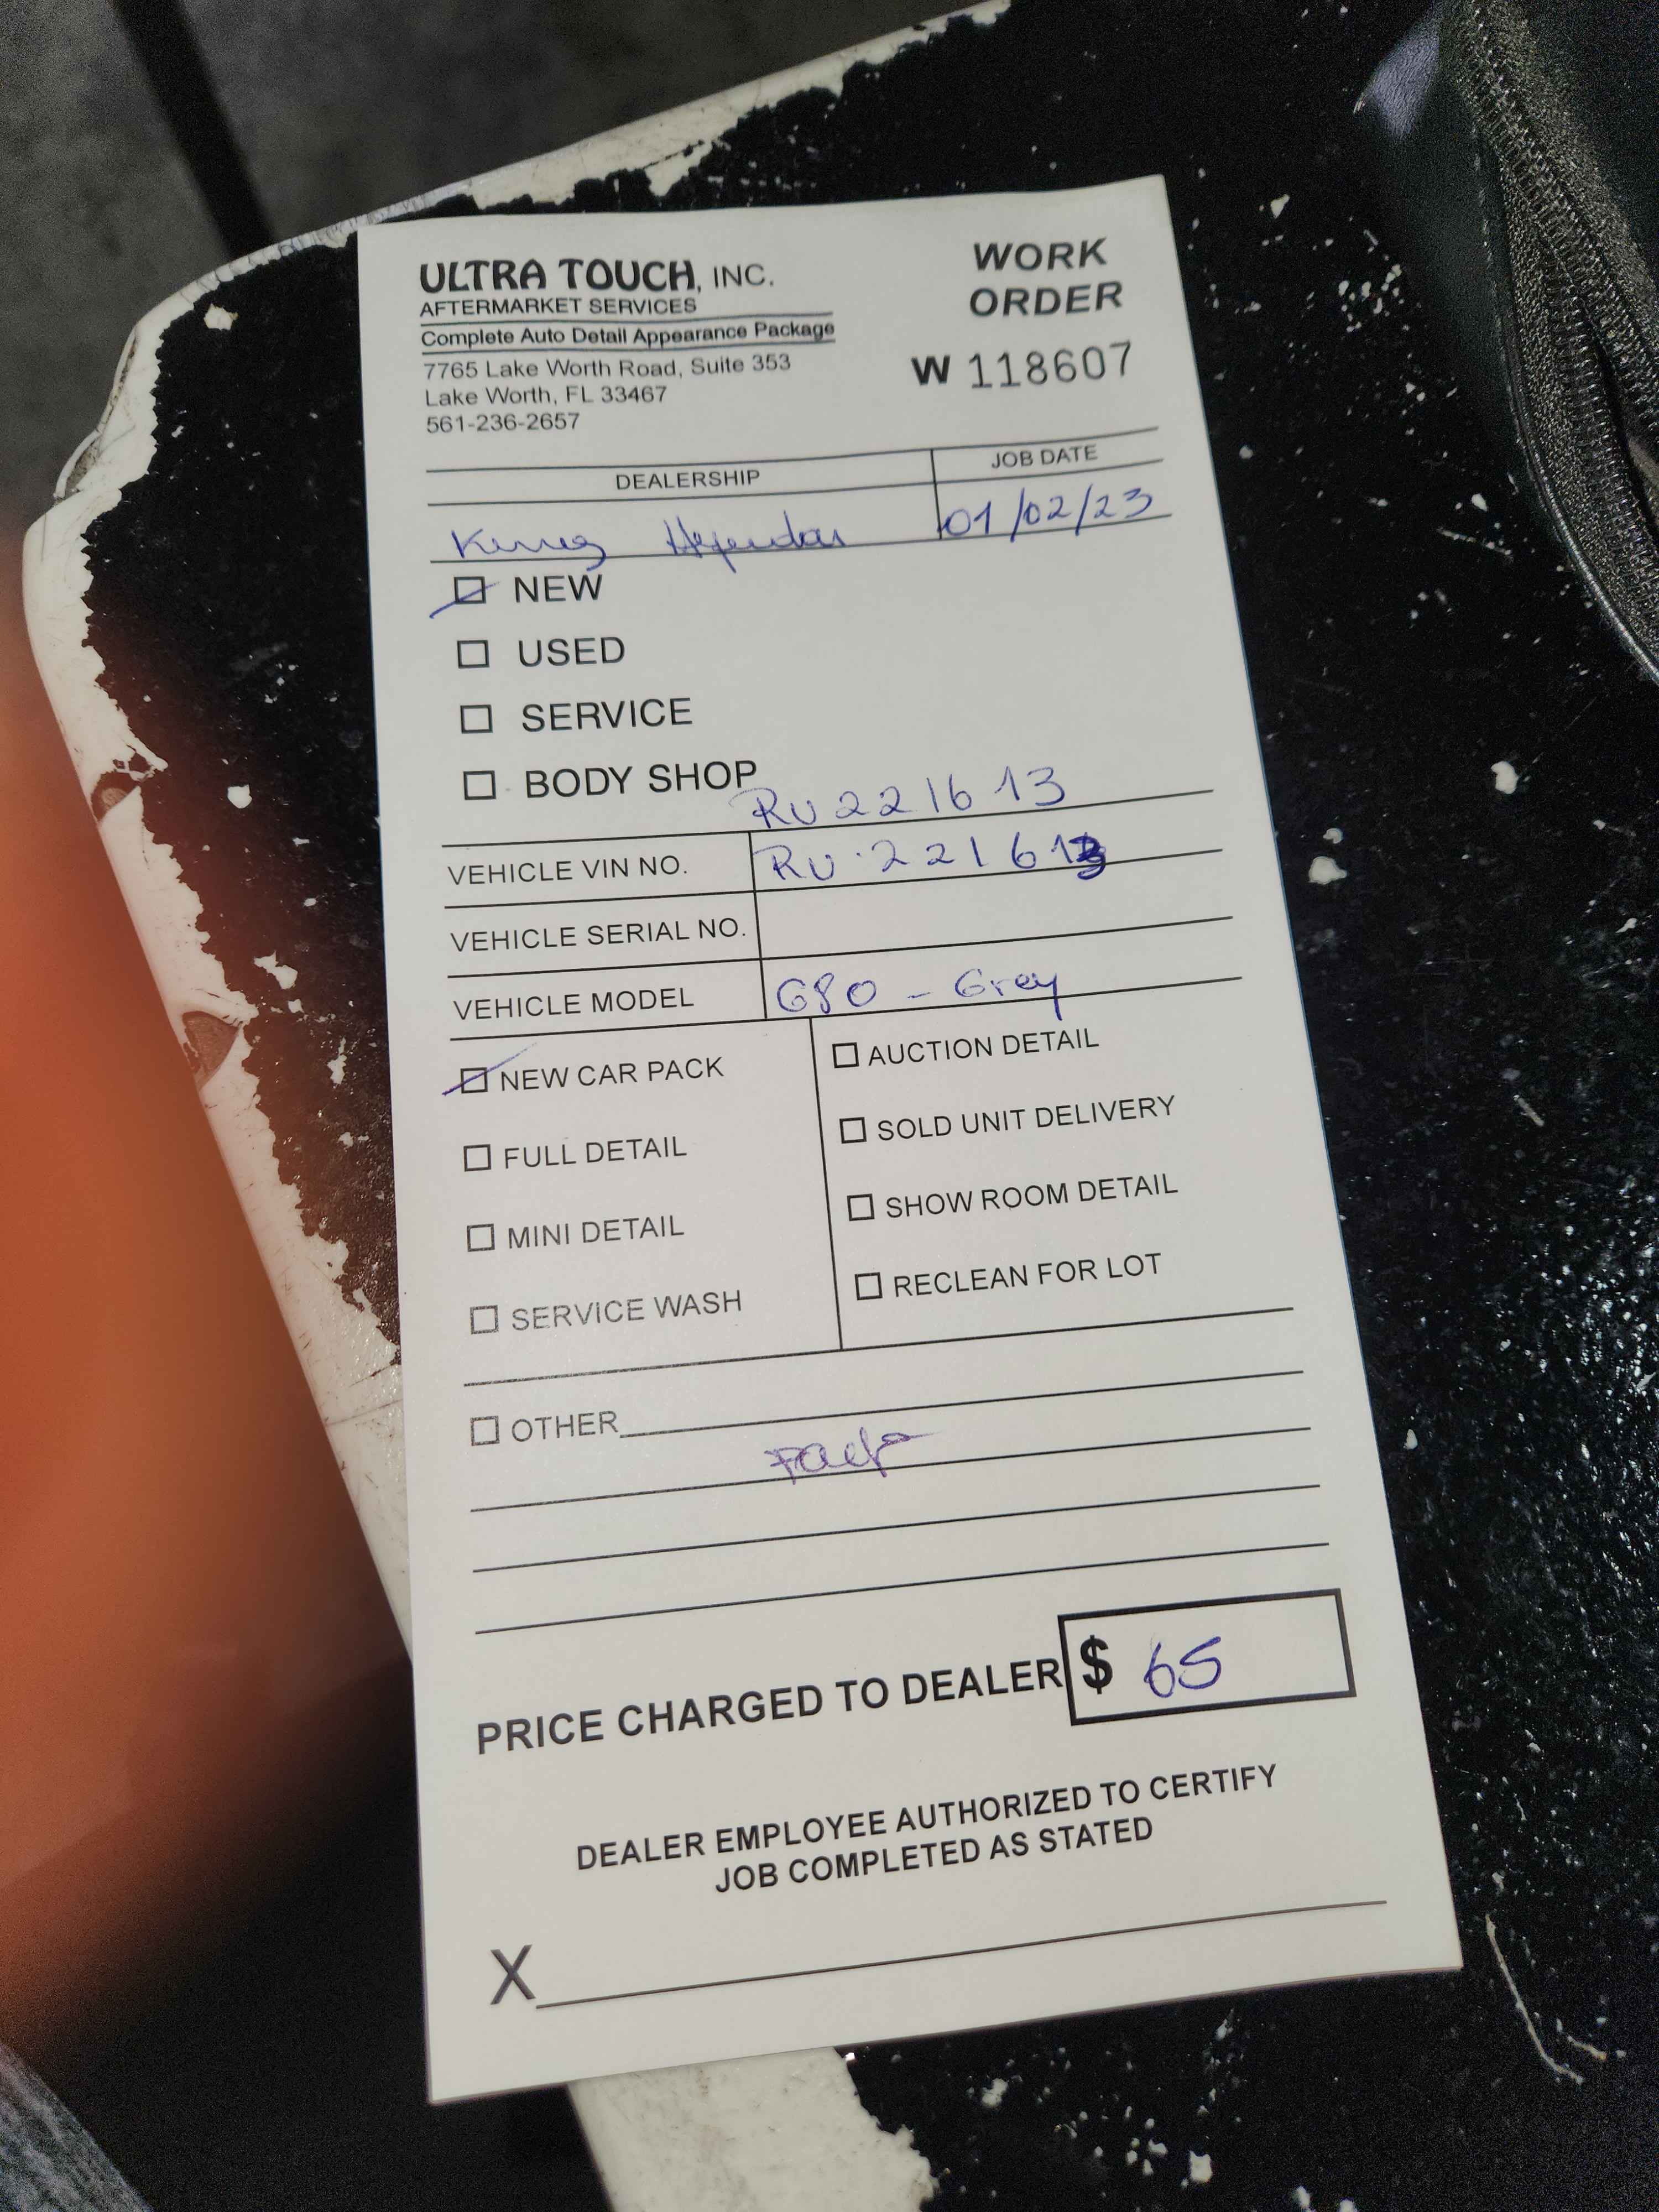 ULTRA TOUCH, INC.
AFTERMARKET SERVICES
Complete Auto Detail Appearance Package
7765 Lake Worth Road, Suite 353
Lake Worth, FL 33467
561-236-2657
WORK
ORDER
W 118607
DEALERSHIP
JOB DATE
01/02/23
NEW
USED
SERVICE
BODY SHOP
RU221613
VEHICLE VIN NO. RU221613
VEHICLE SERIAL NO.
VEHICLE MODEL G80 - Grey
NEW CAR PACK
FULL DETAIL
MINI DETAIL
SERVICE WASH
AUCTION DETAIL
SOLD UNIT DELIVERY
SHOW ROOM DETAIL
RECLEAN FOR LOT
OTHER
PRICE CHARGED TO DEALER $ 65
DEALER EMPLOYEE AUTHORIZED TO CERTIFY
JOB COMPLETED AS STATED
X